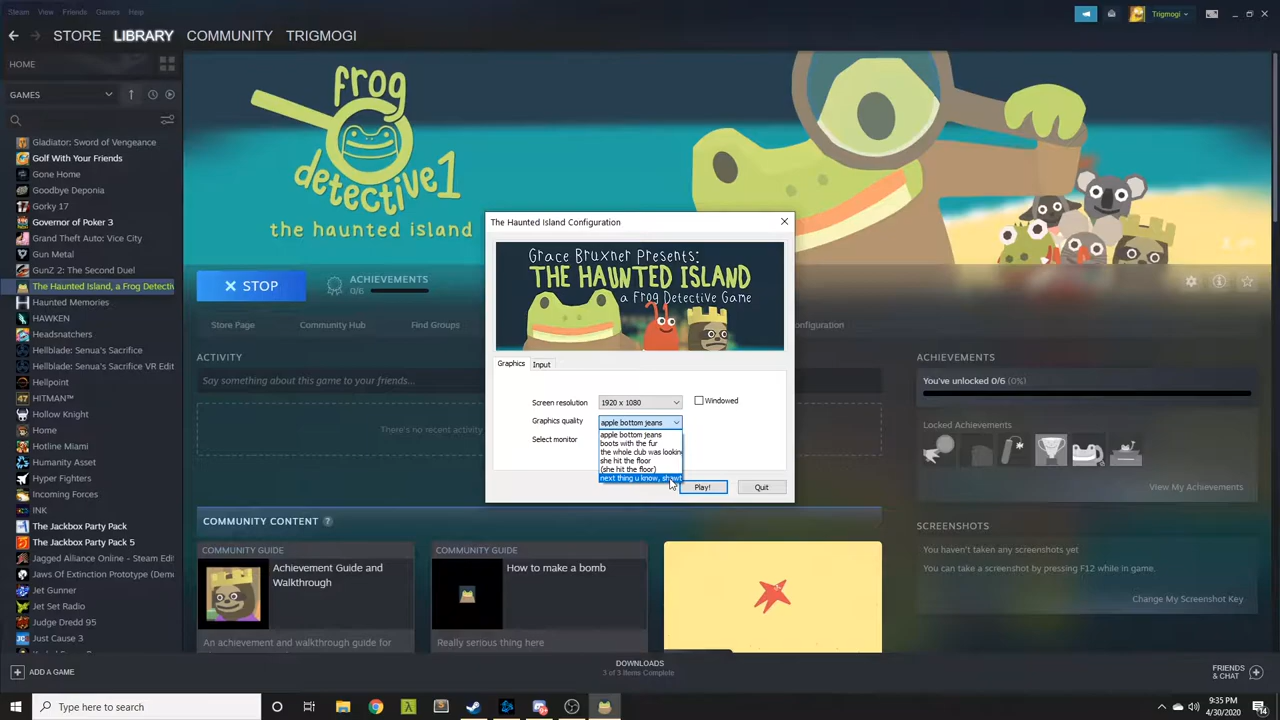 Steam View Friends Games Help
Trigmogi
STORE LIBRARY COMMUNITY TRIGMOGI
HOME
GAMES
Gladiator: Sword of Vengeance
Golf With Your Friends
Gone Home
Goodbye Deponia
Gorky 17
Governor of Poker 3
Grand Theft Auto: Vice City
Gun Metal
GunZ 2: The Second Duel
The Haunted Island, a Frog Detectiv
Haunted Memories
HAWKEN
Headsnatchers
Hellblade: Senua's Sacrifice
Hellblade: Senua's Sacrifice VR Edit
Hellpoint
HITMAN™
Hollow Knight
Home
Hotline Miami
Humanity Asset
Hyper Fighters
Incoming Forces
INK
The Jackbox Party Pack
The Jackbox Party Pack 5
Jagged Alliance Online - Steam Edit
Jaws Of Extinction Prototype (Demo
Jet Gunner
Jet Set Radio
Judge Dredd 95
Just Cause 3
ADD A GAME
frog
detective 1
the haunted island
STOP
ACHIEVEMENTS
0/6
Store Page Community Hub Find Groups
ACTIVITY
Say something about this game to your friends...
There's no recent
COMMUNITY CONTENT ?
COMMUNITY GUIDE
Achievement Guide and
Walkthrough
An achievement and walkthrough guide for
COMMUNITY GUIDE
How to make a bomb
Really serious thing here
The Haunted Island Configuration
Grace Bruxner Presents:
THE HAUNTED ISLAND
a Frog Detective Game
Graphics Input
Screen resolution 1920 x 1080 Windowed
Graphics quality apple bottom jeans
Select monitor
apple bottom jeans
boots with the fur
the whole club was lookin
she hit the floor
(she hit the floor)
next thing u know, shawt
Play! Quit
onfiguration
ACHIEVEMENTS
You've unlocked 0/6 (0%)
Locked Achievements
View My Achievements
SCREENSHOTS
You haven't taken any screenshots yet
You can take a screenshot by pressing F12 while in game.
Change My Screenshot Key
DOWNLOADS
3 of 3 Items Complete
FRIENDS
& CHAT
Type here to search
9:35 PM
4/30/2020